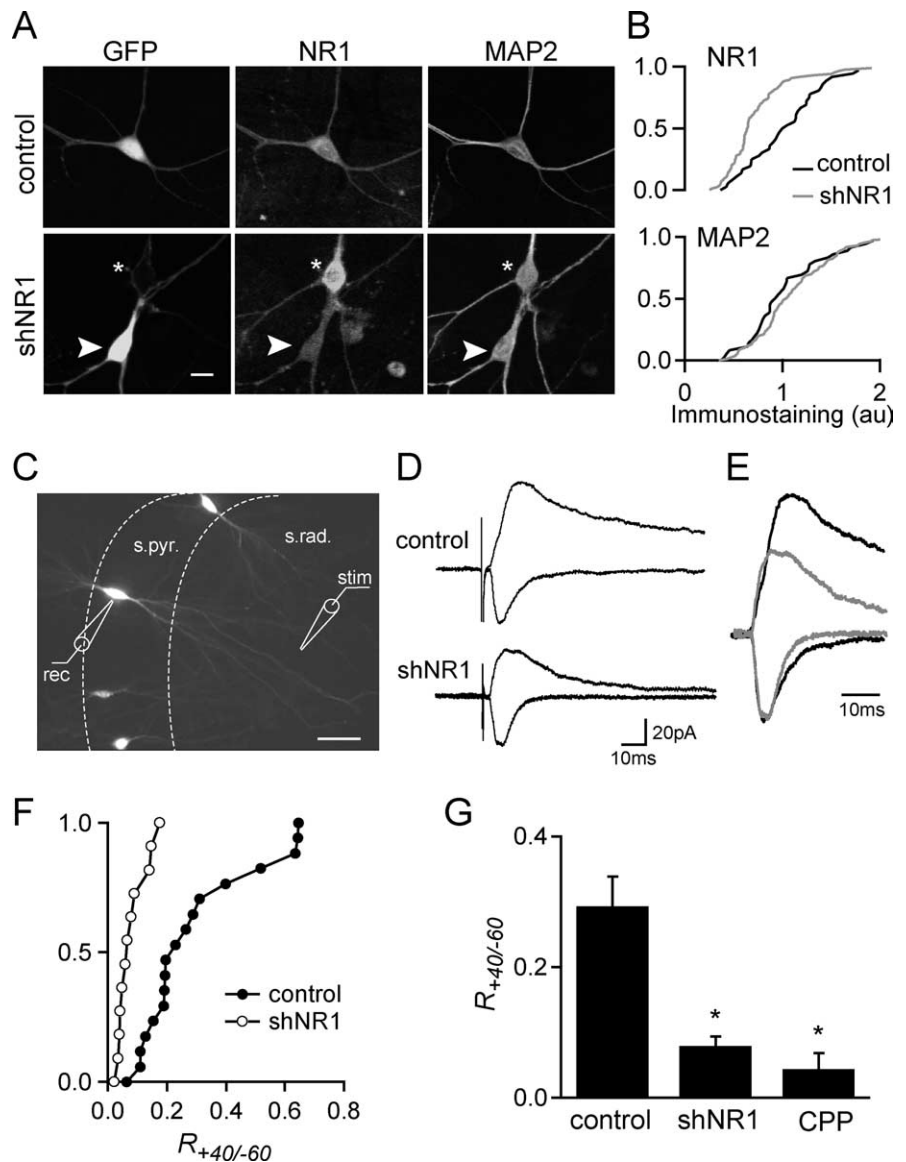 A
GFP NR1 MAP2
control
*
*
*
shNR1
B
NR1
1.0
0.5
0.0
control
shNR1
MAP2
1.0
0.5
0.0
0 1 2
Immunostaining (au)
C
s.pyr.
s.rad.
stim
rec
D
control
shNR1
20pA
10ms
E
10ms
F
1.0
0.5
0.0
control
shNR1
0.0 0.2 0.4 0.6 0.8
R+40/-60
G
0.4
0.2
0.0
R+40/-60
*
*
control shNR1 CPP